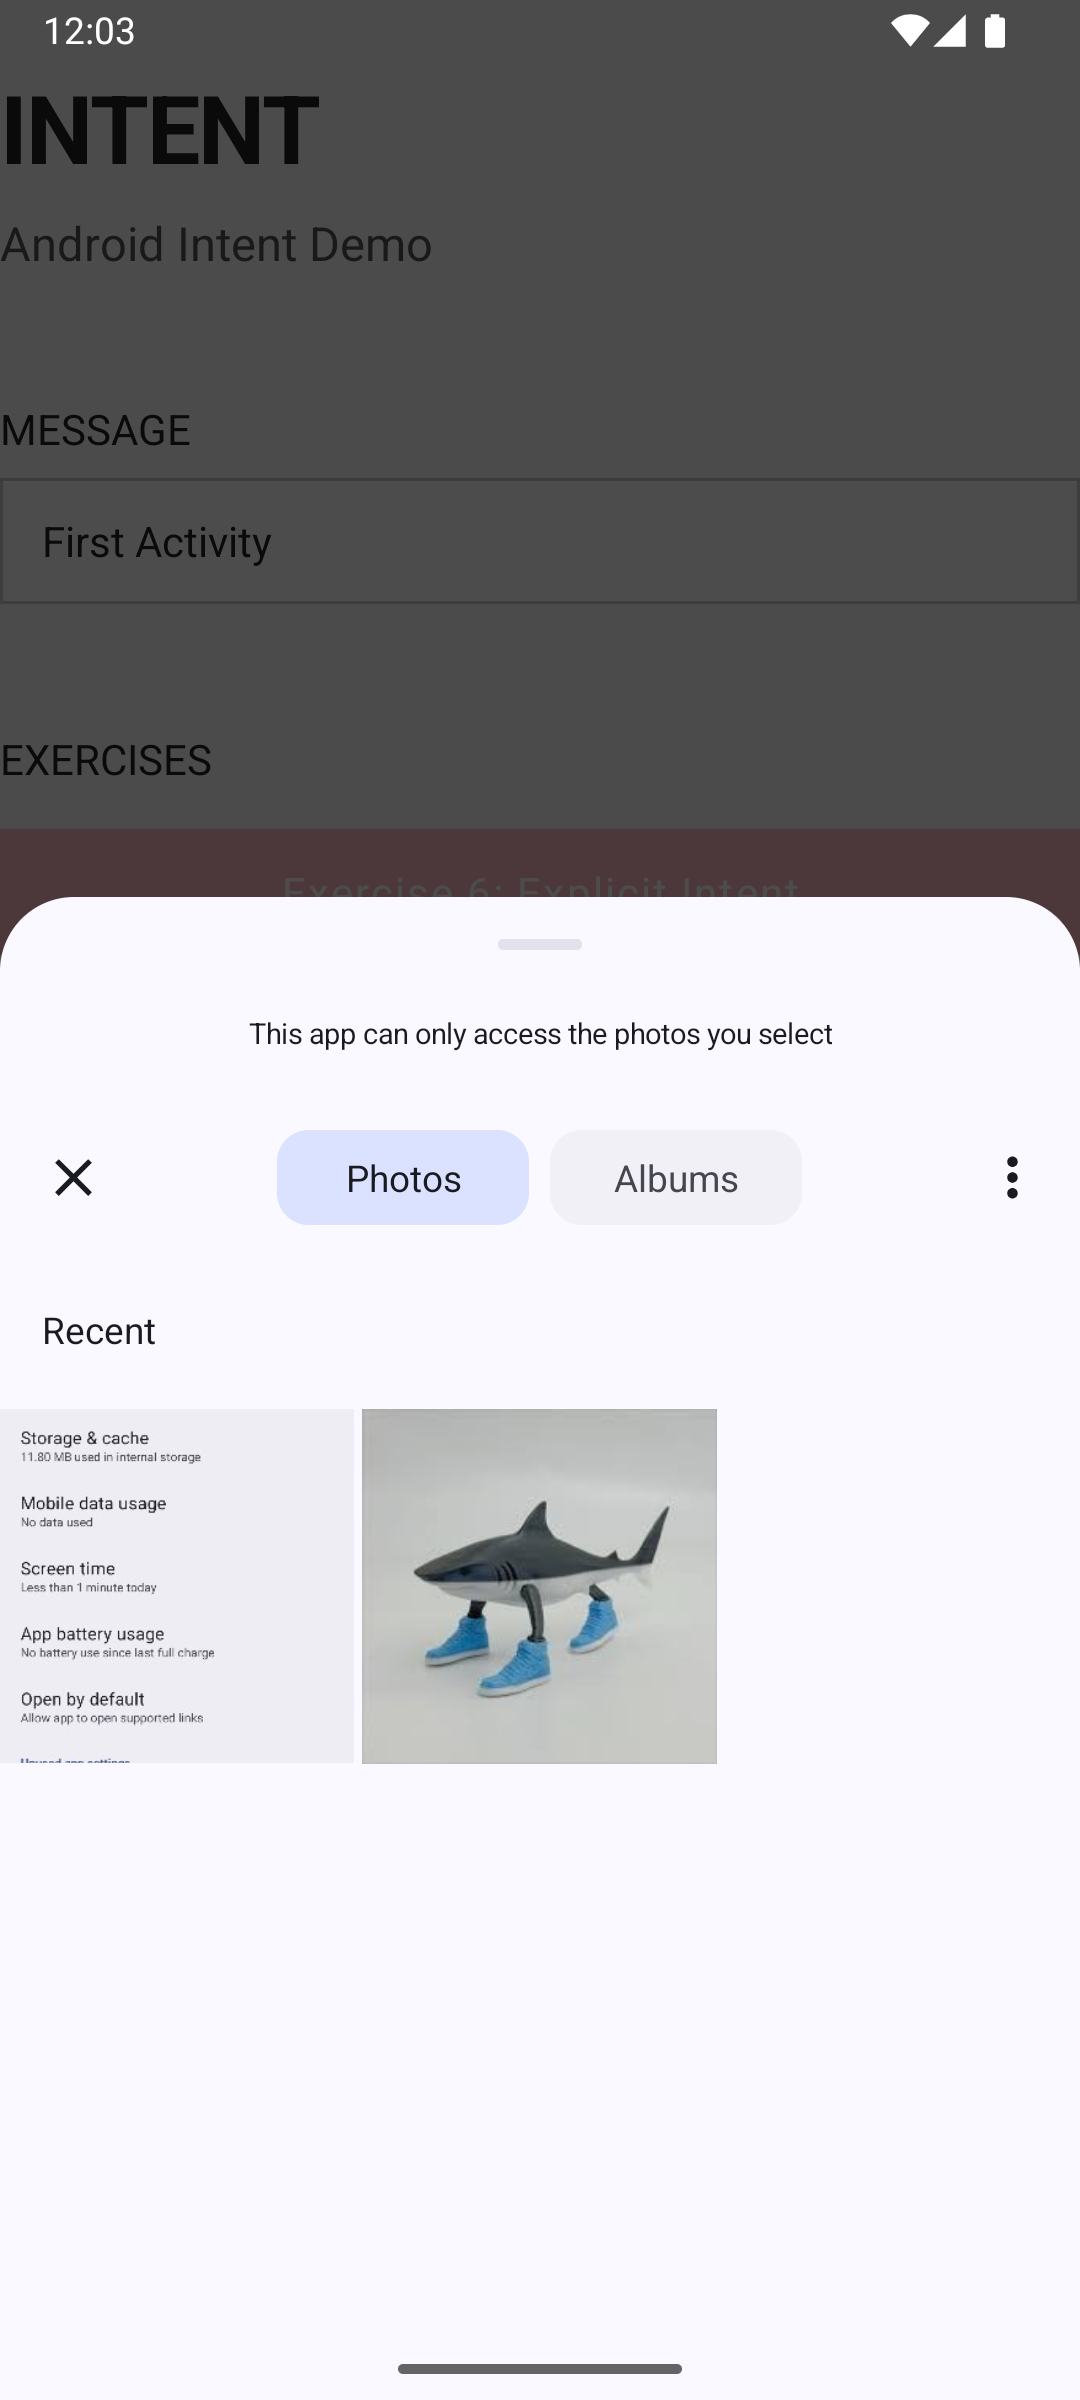 12:03
INTENT
Android Intent Demo
MESSAGE
First Activity
EXERCISES
Exercise 6: Explicit Intent
This app can only access the photos you select
Photos
Albums
Recent
Storage & cache
11.80 MB used in internal storage
Mobile data usage
No data used
Screen time
Less than 1 minute today
App battery usage
No battery use since last full charge
Open by default
Allow app to open supported links
Unused app settings